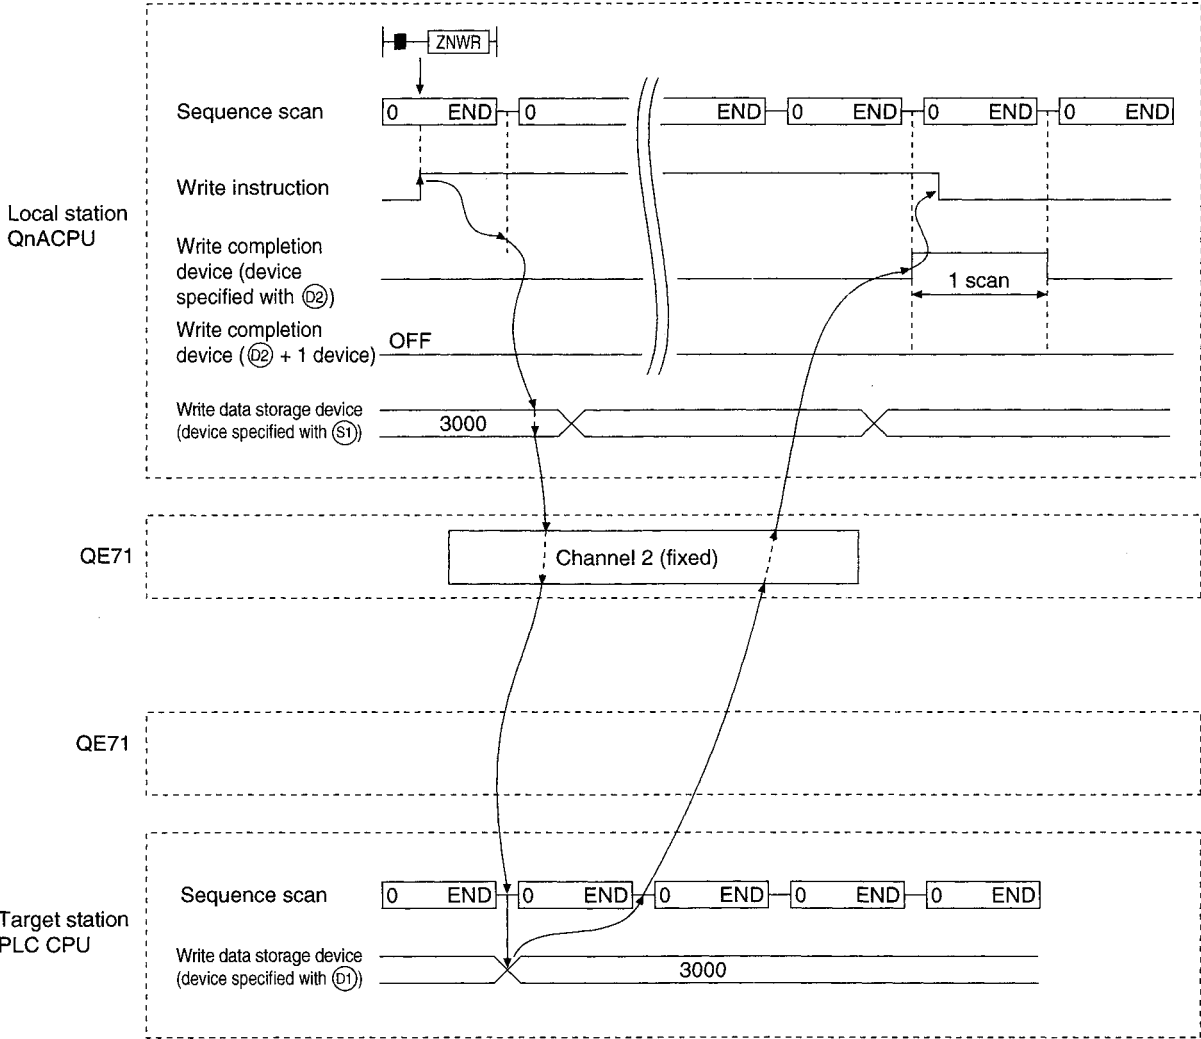 ZNWR
Sequence scan
0 END 0 END 0 END 0 END 0 END
Write instruction
Local station
QnACPU
Write completion
device (device
specified with D2)
1 scan
Write completion
device (D2 + 1 device)
OFF
Write data storage device
(device specified with S1)
3000
QE71
Channel 2 (fixed)
QE71
Sequence scan
0 END 0 END 0 END 0 END 0 END
Target station
PLC CPU
Write data storage device
(device specified with D1)
3000